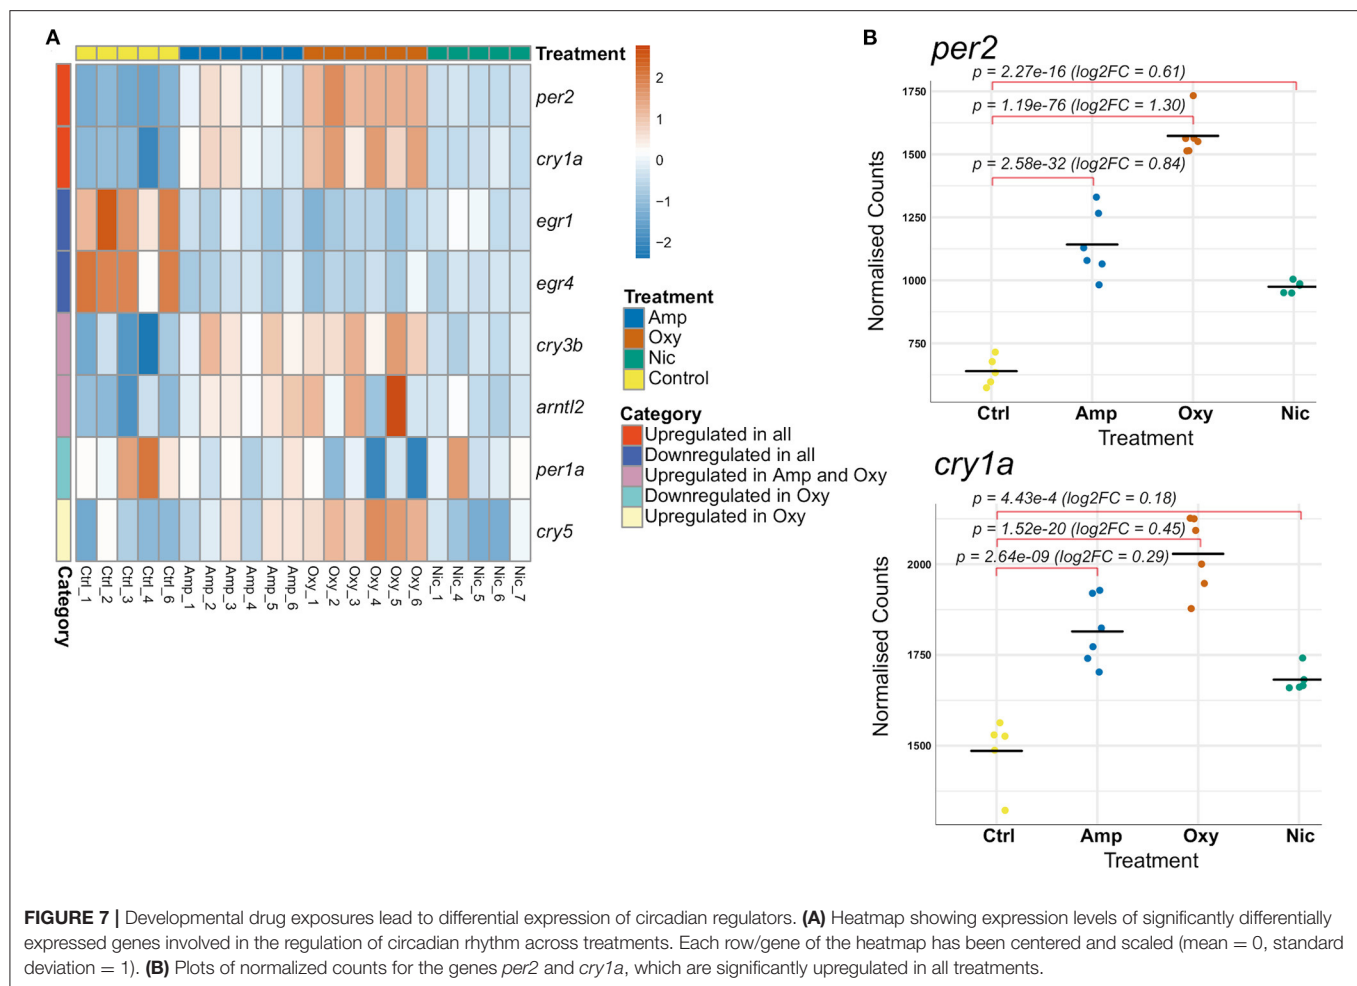 A
Treatment
per2
cry1a
egr1
egr4
cry3b
arntl2
per1a
cry5
2
1
0
−1
−2
Treatment
Amp
Oxy
Nic
Control
Category
Upregulated in all
Downregulated in all
Upregulated in Amp and Oxy
Downregulated in Oxy
Upregulated in Oxy
Category
Ctrl_1
Ctrl_2
Ctrl_3
Ctrl_4
Ctrl_6
Amp_1
Amp_2
Amp_3
Amp_4
Amp_5
Amp_6
Oxy_1
Oxy_2
Oxy_3
Oxy_4
Oxy_5
Oxy_6
Nic_1
Nic_4
Nic_5
Nic_6
Nic_7
B
per2
p = 2.27e-16 (log2FC = 0.61)
p = 1.19e-76 (log2FC = 1.30)
p = 2.58e-32 (log2FC = 0.84)
Normalised Counts
1750
1500
1250
1000
750
Ctrl Amp Oxy Nic
Treatment
cry1a
p = 4.43e-4 (log2FC = 0.18)
p = 1.52e-20 (log2FC = 0.45)
p = 2.64e-09 (log2FC = 0.29)
Normalised Counts
2000
1750
1500
Ctrl Amp Oxy Nic
Treatment
FIGURE 7 | Developmental drug exposures lead to differential expression of circadian regulators. (A) Heatmap showing expression levels of significantly differentially
expressed genes involved in the regulation of circadian rhythm across treatments. Each row/gene of the heatmap has been centered and scaled (mean = 0, standard
deviation = 1). (B) Plots of normalized counts for the genes per2 and cry1a, which are significantly upregulated in all treatments.